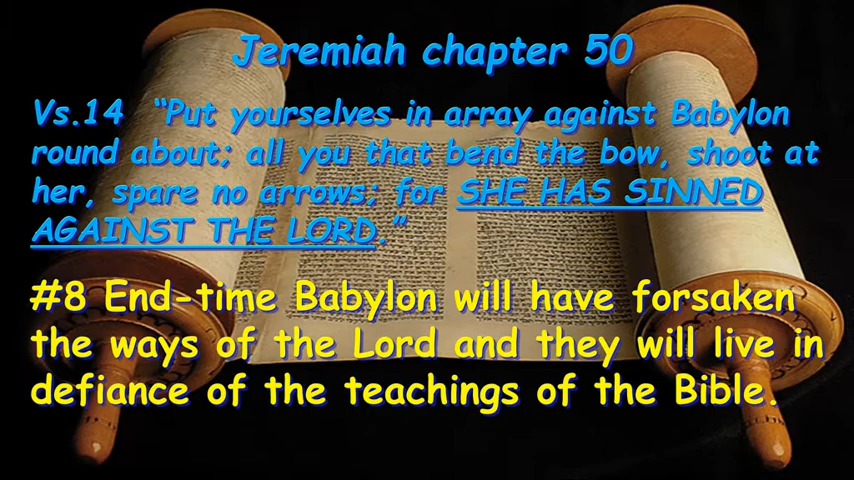 Jeremiah chapter 50
Vs.14 “Put yourselves in array against Babylon
round about; all you that bend the bow, shoot at
her, spare no arrows; for SHE HAS SINNED
AGAINST THE LORD.”
#8 End-time Babylon will have forsaken
the ways of the Lord and they will live in
defiance of the teachings of the Bible.